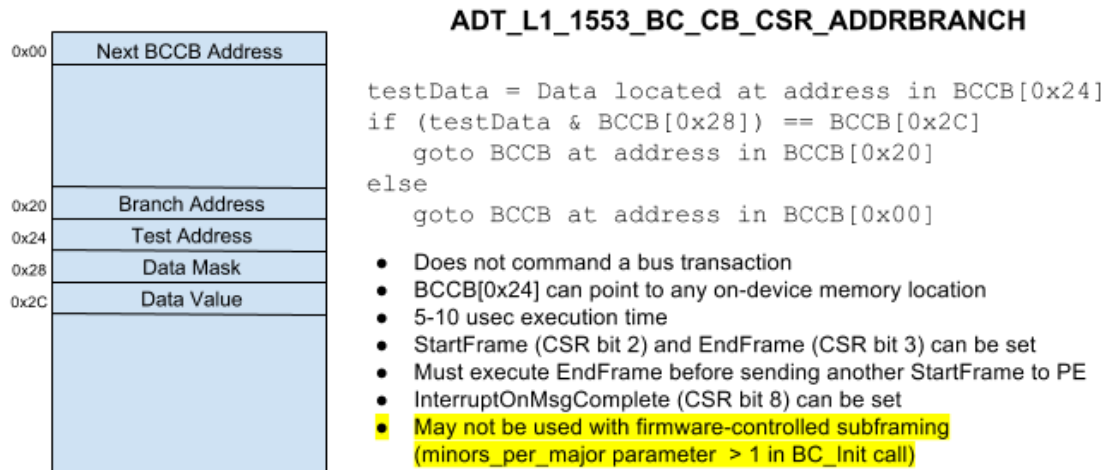 ADT_L1_1553_BC_CB_CSR_ADDRBRANCH
0x00 Next BCCB Address
0x20 Branch Address
0x24 Test Address
0x28 Data Mask
0x2C Data Value
testData = Data located at address in BCCB[0x24]
if (testData & BCCB[0x28]) == BCCB[0x2C]
goto BCCB at address in BCCB[0x20]
else
goto BCCB at address in BCCB[0x00]
● Does not command a bus transaction
● BCCB[0x24] can point to any on-device memory location
● 5-10 usec execution time
● StartFrame (CSR bit 2) and EndFrame (CSR bit 3) can be set
● Must execute EndFrame before sending another StartFrame to PE
● InterruptOnMsgComplete (CSR bit 8) can be set
● May not be used with firmware-controlled subframing
(minors_per_major parameter > 1 in BC_Init call)